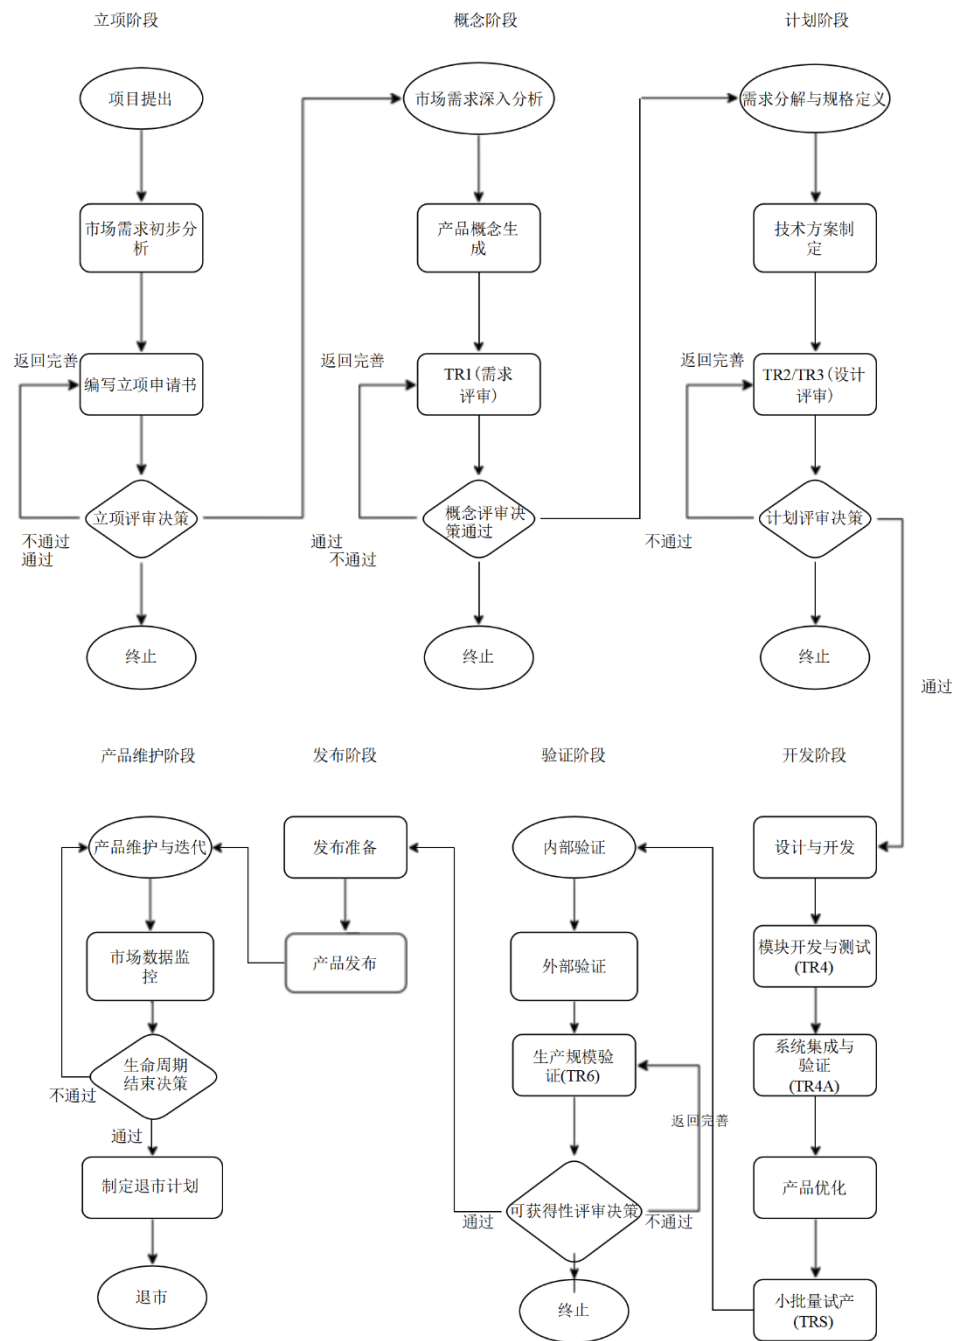 立项阶段
概念阶段
计划阶段
项目提出
市场需求深入分析
需求分解与规格定义
市场需求初步分
析
产品概念生
成
技术方案制
定
返回完善
返回完善
返回完善
编写立项申请书
TR1(需求
评审)
TR2/TR3(设计
评审)
立项评审决策
概念评审决
策通过
计划评审决策
不通过
通过
通过
不通过
不通过
终止
终止
终止
通过
产品维护阶段
发布阶段
验证阶段
开发阶段
产品维护与迭代
发布准备
内部验证
设计与开发
市场数据监
控
产品发布
外部验证
模块开发与测试
(TR4)
生命周期
结束决策
不通过
生产规模验
证(TR6)
系统集成与
验证
(TR4A)
返回完善
通过
制定退市计划
通过
可获得性评审决策
不通过
产品优化
退市
终止
小批量试产
(TRS)